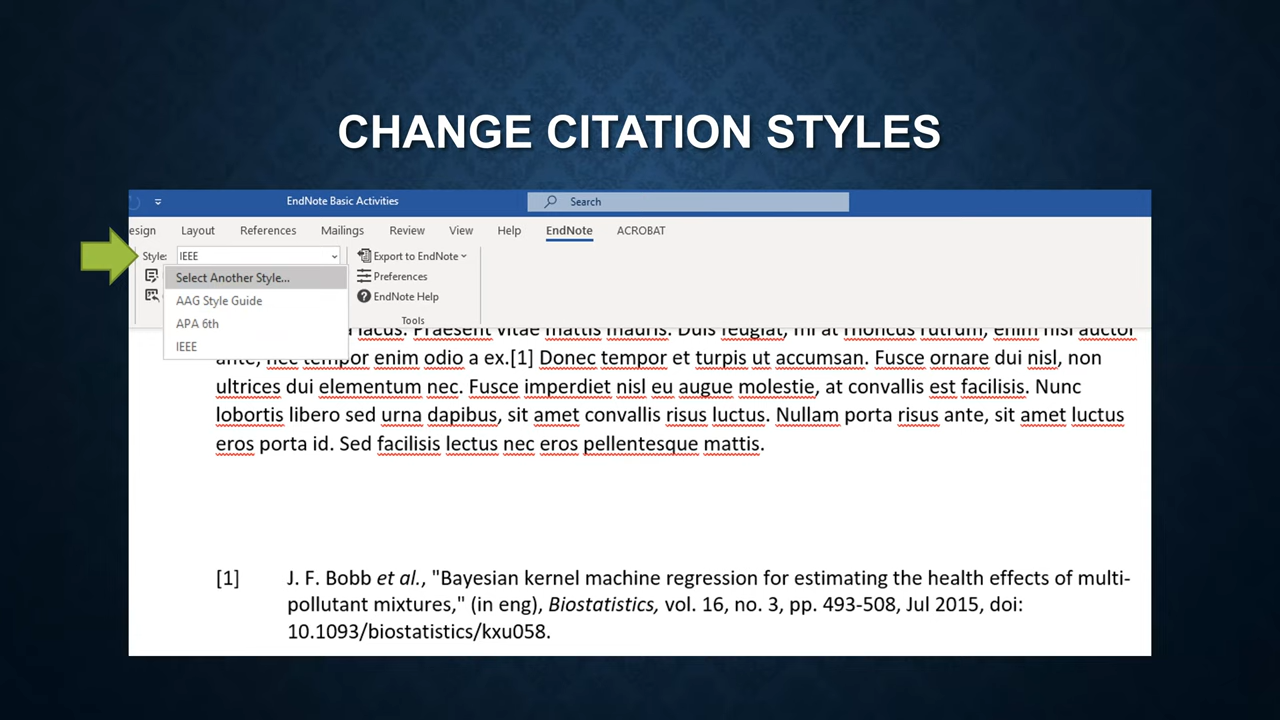 CHANGE CITATION STYLES
EndNote Basic Activities
Search
esign Layout References Mailings Review View Help EndNote ACROBAT
Style: IEEE
Export to EndNote
Select Another Style...
Preferences
AAG Style Guide
EndNote Help
APA 6th
Tools
IEEE
lacus. Praesent vitae mattis mauris. Duis feugiat, mi at rhoncus rutrum, enim nisl auctor
ante, nec tempor enim odio a ex.[1] Donec tempor et turpis ut accumsan. Fusce ornare dui nisl, non
ultrices dui elementum nec. Fusce imperdiet nisl eu augue molestie, at convallis est facilisis. Nunc
lobortis libero sed urna dapibus, sit amet convallis risus luctus. Nullam porta risus ante, sit amet luctus
eros porta id. Sed facilisis lectus nec eros pellentesque mattis.
[1] J. F. Bobb et al., "Bayesian kernel machine regression for estimating the health effects of multi-
pollutant mixtures," (in eng), Biostatistics, vol. 16, no. 3, pp. 493-508, Jul 2015, doi:
10.1093/biostatistics/kxu058.